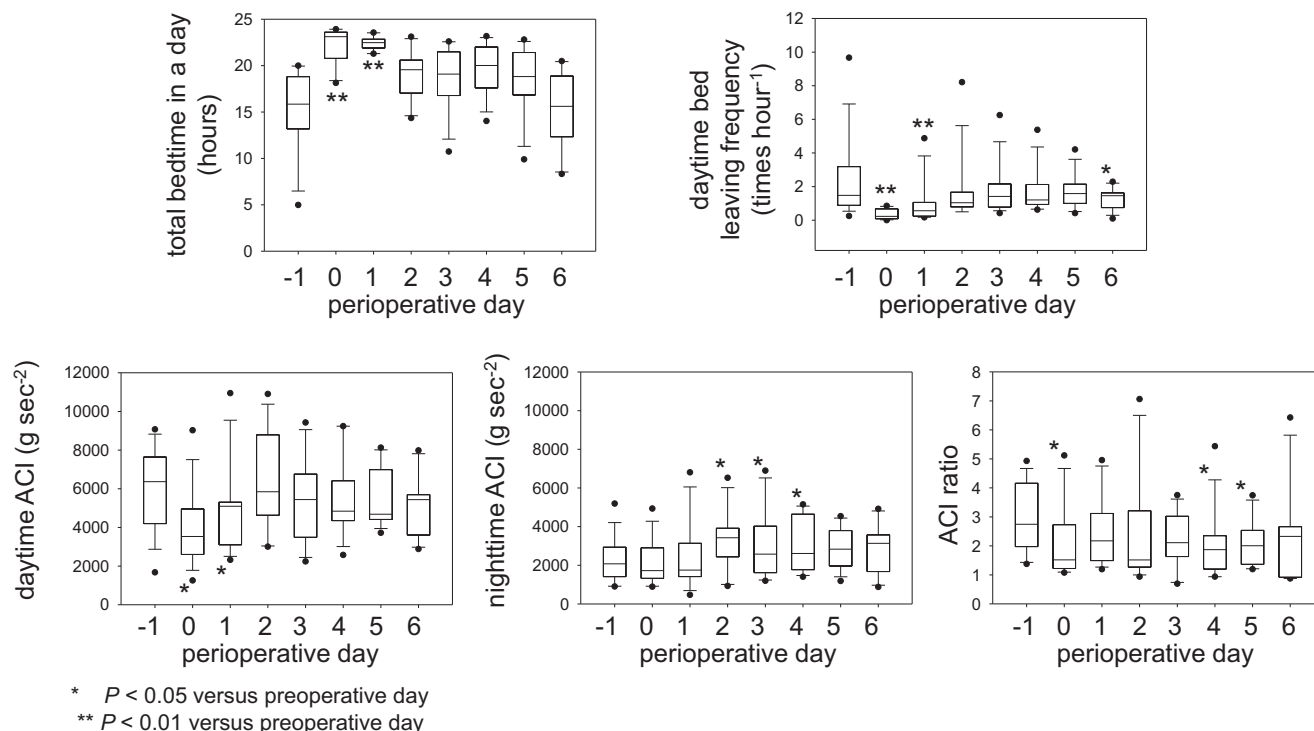 total bedtime in a day
(hours)
25
20
15
10
5
0
**
**
-1 0 1 2 3 4 5 6
perioperative day
daytime bed
leaving frequency
(times hour-1)
12
10
8
6
4
2
0
**
**
*
-1 0 1 2 3 4 5 6
perioperative day
daytime ACI (g sec-2)
12000
10000
8000
6000
4000
2000
0
*
*
-1 0 1 2 3 4 5 6
perioperative day
nighttime ACI (g sec-2)
12000
10000
8000
6000
4000
2000
0
*
*
*
-1 0 1 2 3 4 5 6
perioperative day
ACI ratio
8
7
6
5
4
3
2
1
0
*
*
*
-1 0 1 2 3 4 5 6
perioperative day
* P < 0.05 versus preoperative day
** P < 0.01 versus preoperative day